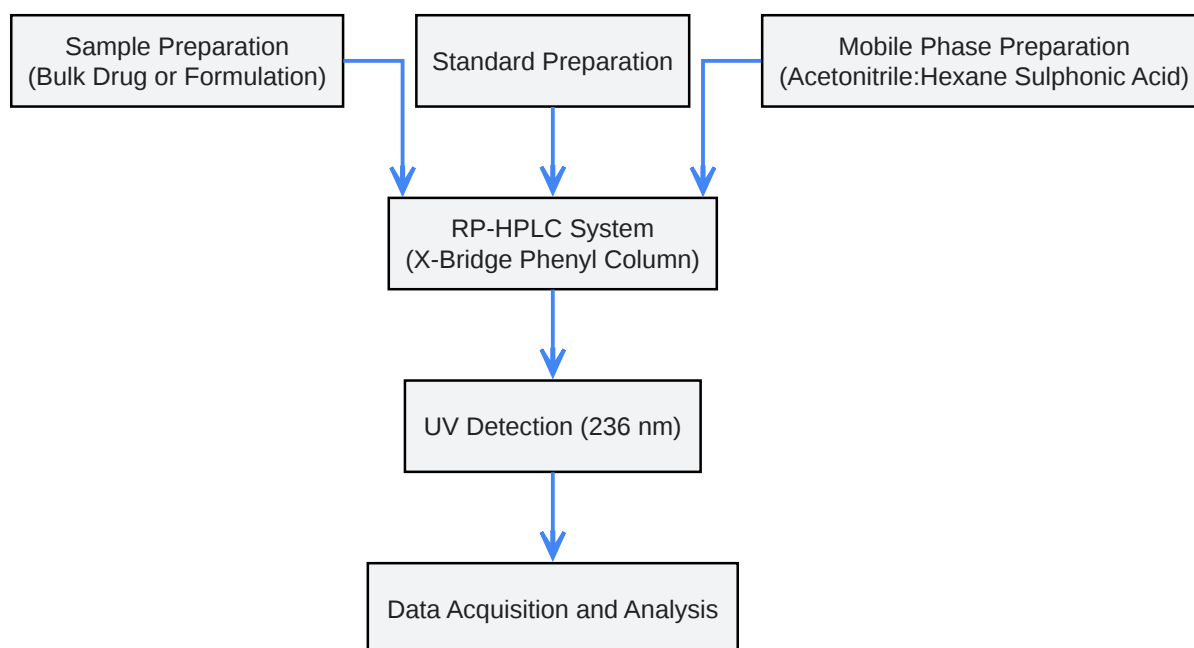 Sample Preparation
(Bulk Drug or Formulation)
Standard Preparation
Mobile Phase Preparation
(Acetonitrile:Hexane Sulphonic Acid)
RP-HPLC System
(X-Bridge Phenyl Column)
UV Detection (236 nm)
Data Acquisition and Analysis